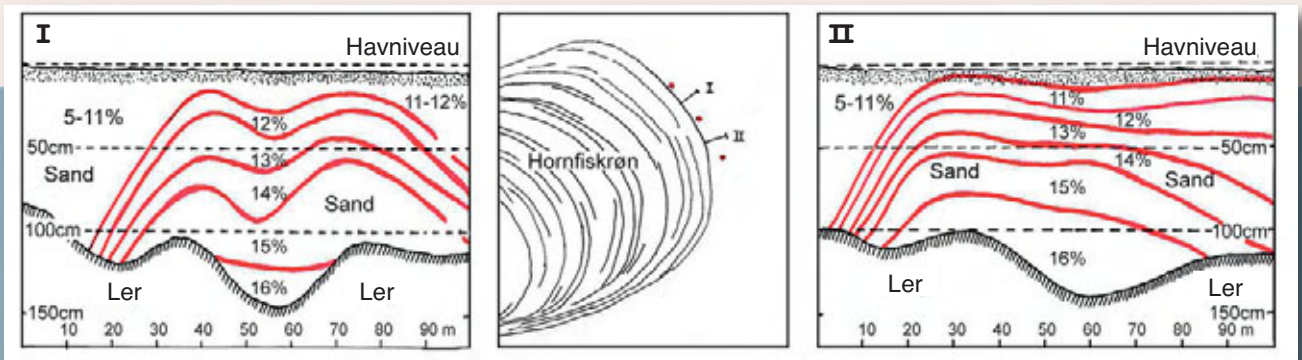 I
Havniveau
5-11%
11-12%
12%
50cm
13%
Sand
14%
Sand
100cm
15%
16%
Ler
Ler
150cm
10 20 30 40 50 60 70 80 90 m
I
II
Hornfiskrøn
II
Havniveau
5-11%
11%
12%
13%
50cm
14%
Sand
15%
Sand
100cm
16%
Ler
Ler
150cm
10 20 30 40 50 60 70 80 90 m